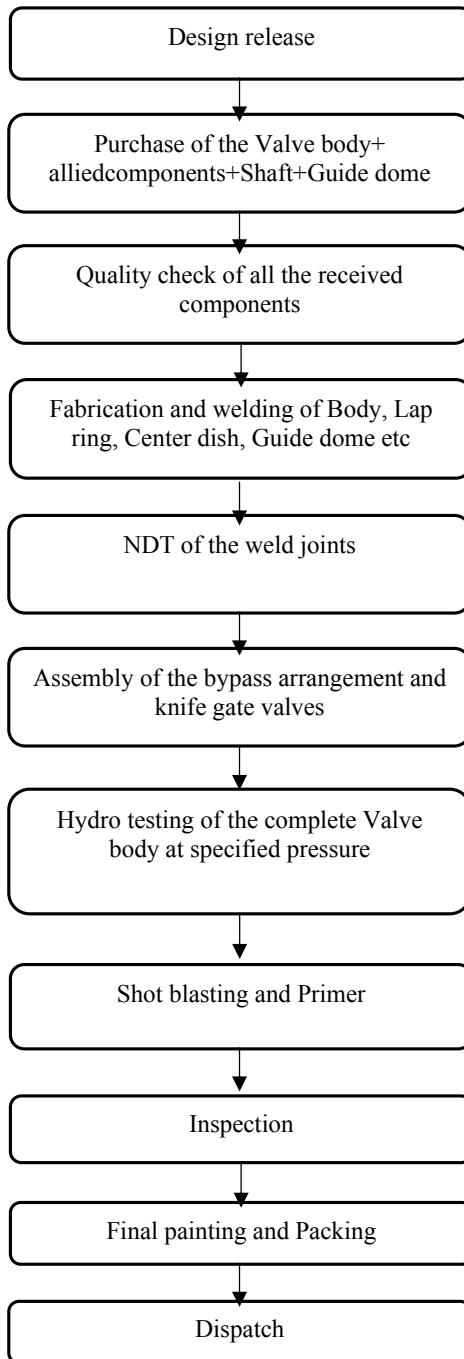 Design release
Purchase of the Valve body+
alliedcomponents+Shaft+Guide dome
Quality check of all the received
components
Fabrication and welding of Body, Lap
ring, Center dish, Guide dome etc
NDT of the weld joints
Assembly of the bypass arrangement and
knife gate valves
Hydro testing of the complete Valve
body at specified pressure
Shot blasting and Primer
Inspection
Final painting and Packing
Dispatch